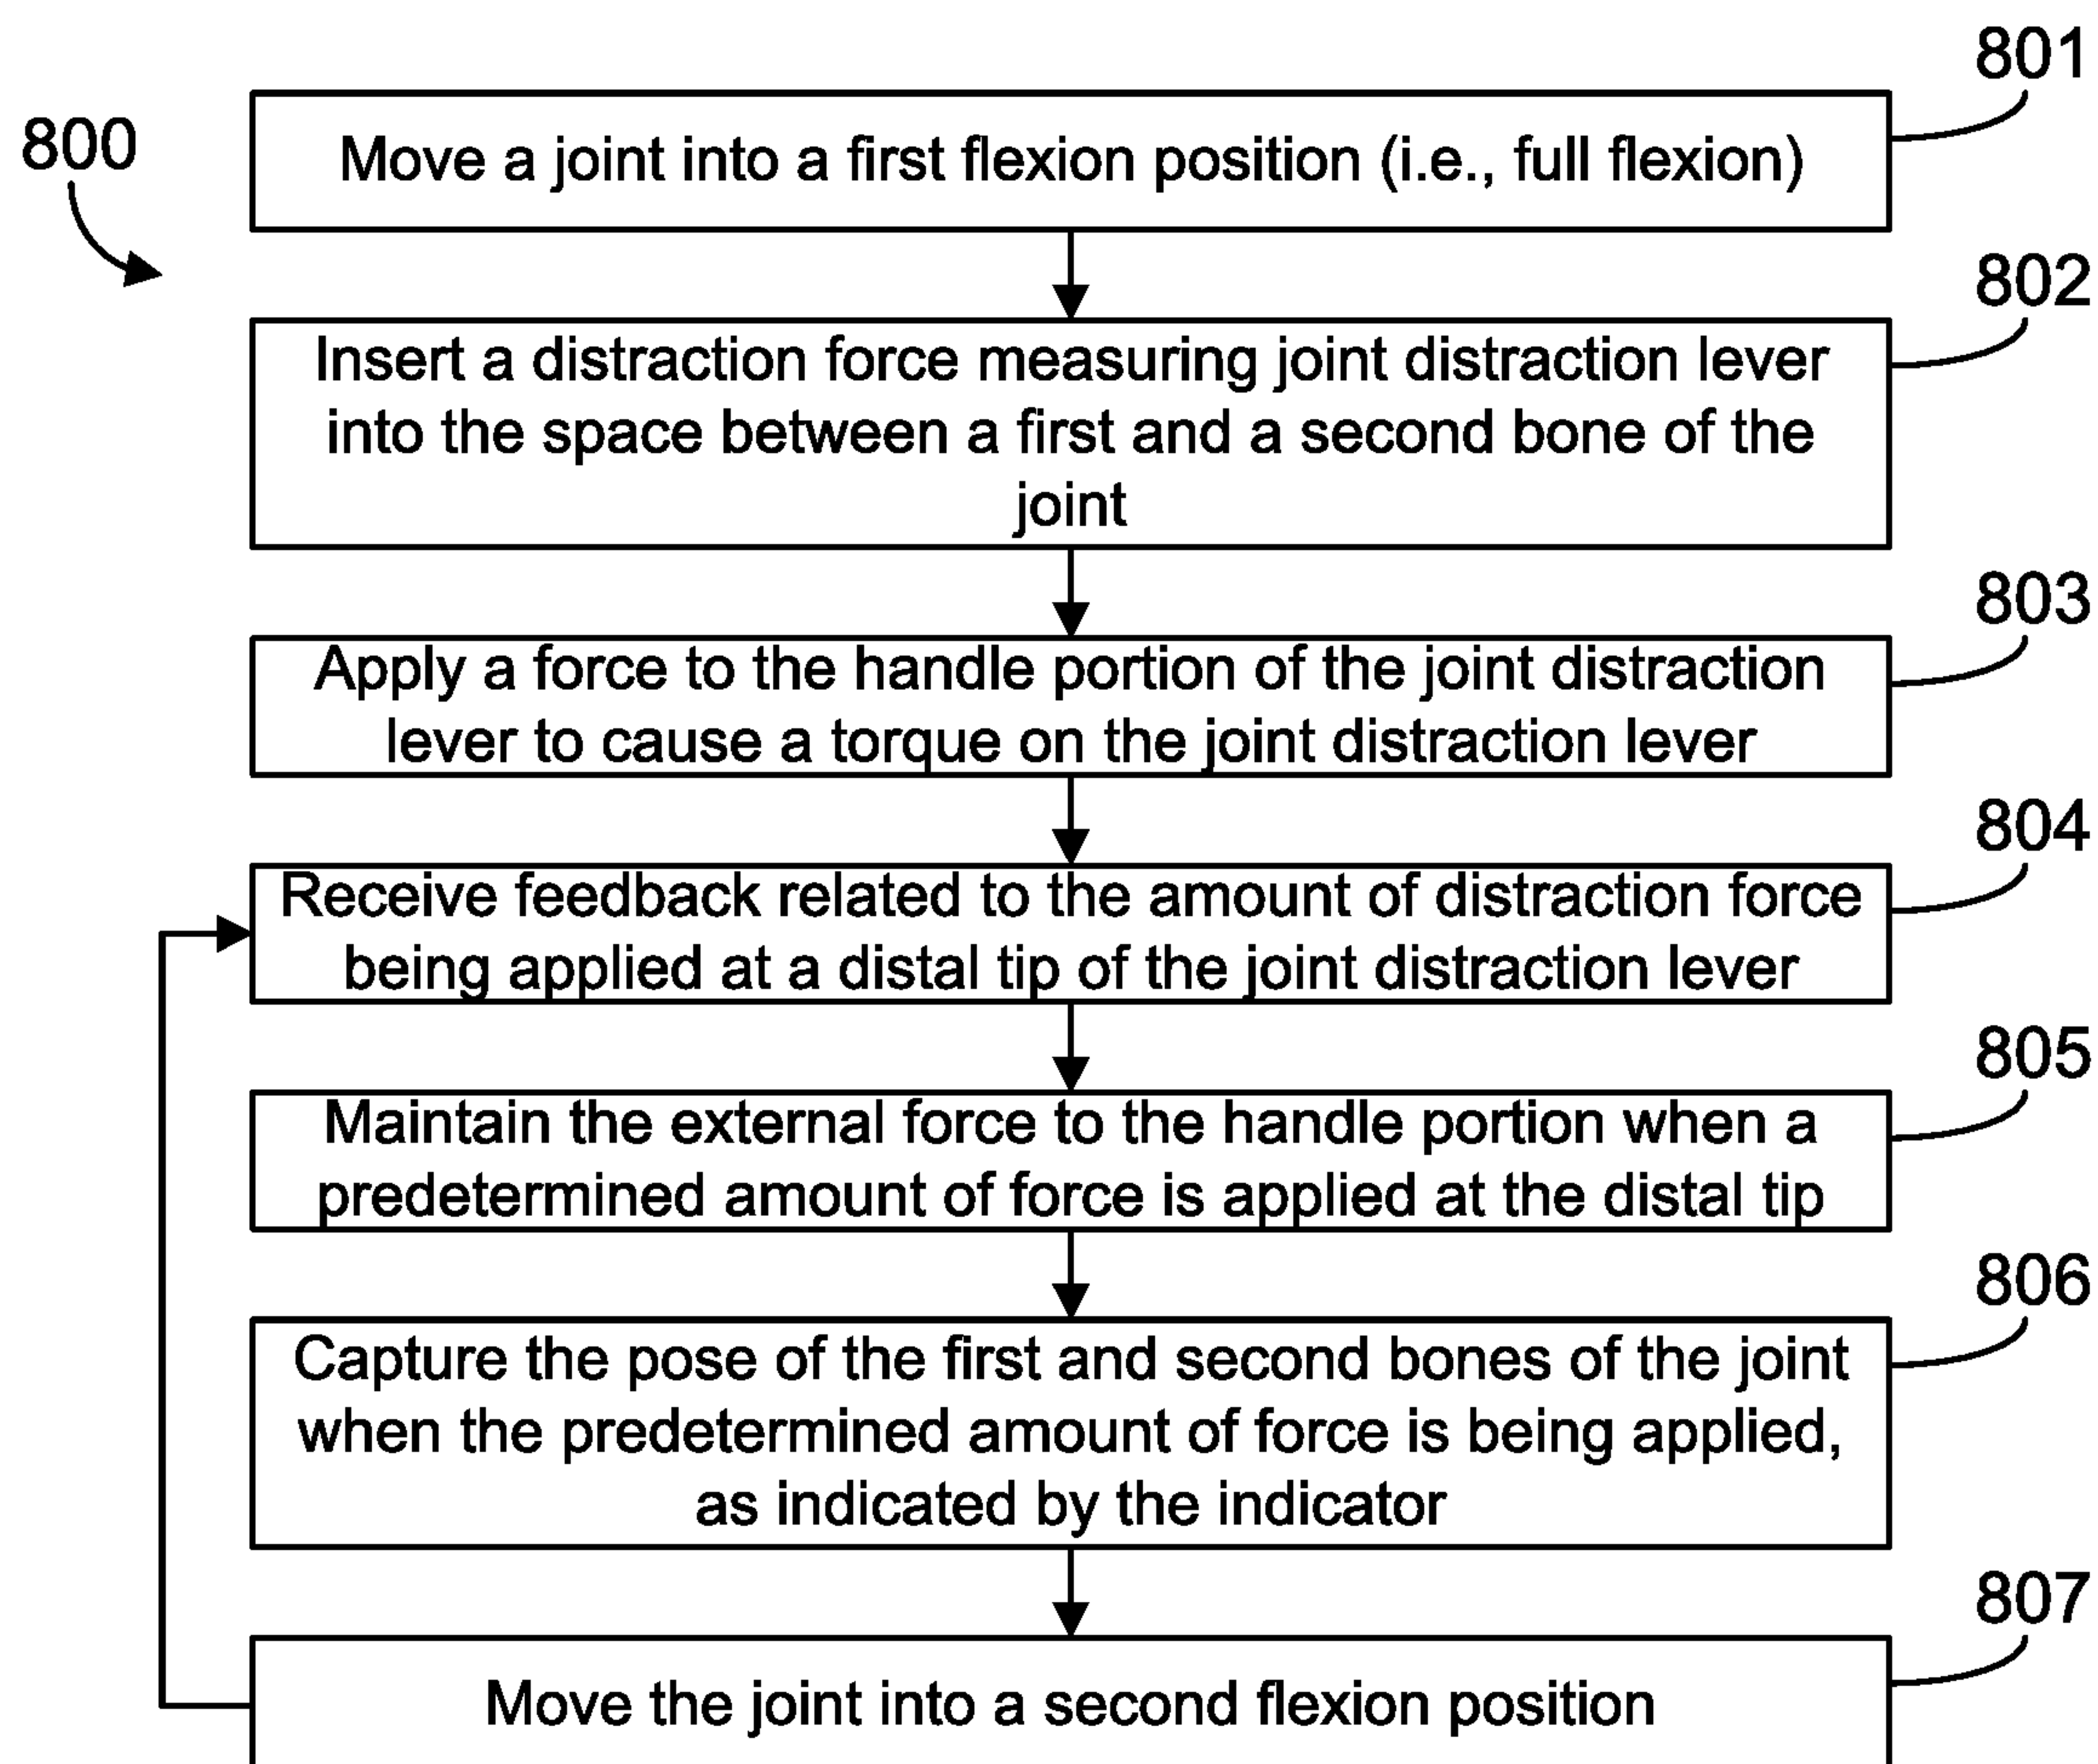 801
800
Move a joint into a first flexion position (i.e., full flexion)
802
Insert a distraction force measuring joint distraction lever
into the space between a first and a second bone of the
joint
803
Apply a force to the handle portion of the joint distraction
lever to cause a torque on the joint distraction lever
804
Receive feedback related to the amount of distraction force
being applied at a distal tip of the joint distraction lever
805
Maintain the external force to the handle portion when a
predetermined amount of force is applied at the distal tip
806
Capture the pose of the first and second bones of the joint
when the predetermined amount of force is being applied,
as indicated by the indicator
807
Move the joint into a second flexion position